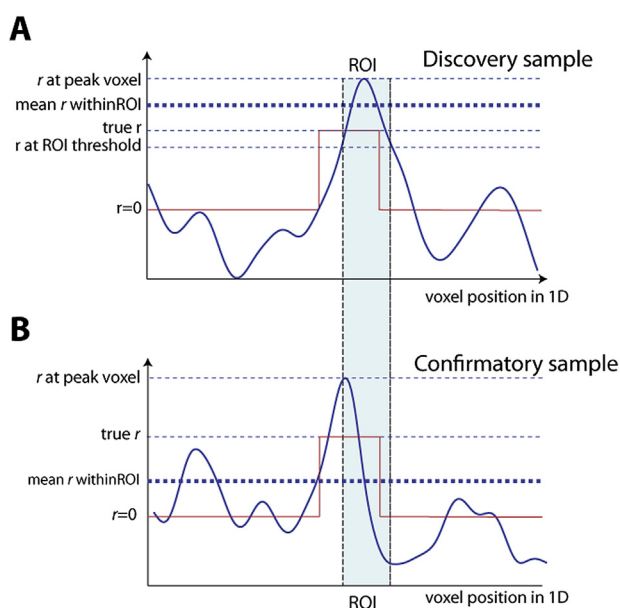 A
ROI
Discovery sample
r at peak voxel
mean r withinROI
true r
r at ROI threshold
r=0
voxel position in 1D
B
Confirmatory sample
r at peak voxel
true r
mean r withinROI
r=0
ROI
voxel position in 1D